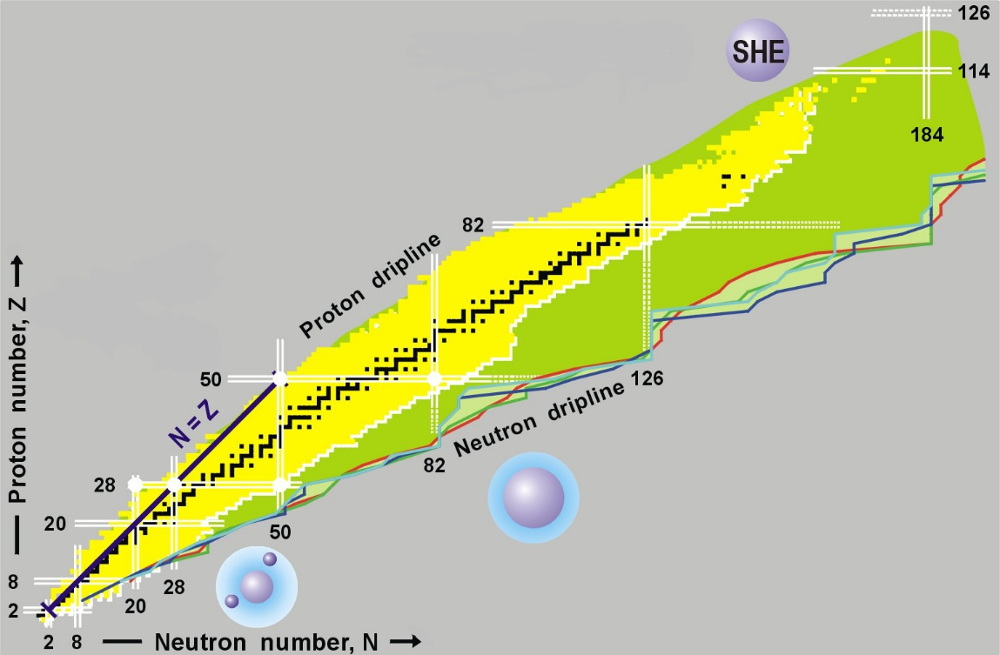 126
SHE
114
184
82
Proton dripline
50
126
N=Z
Neutron dripline
82
28
20
50
8
28
20
2
2 8
Proton number, Z
Neutron number, N